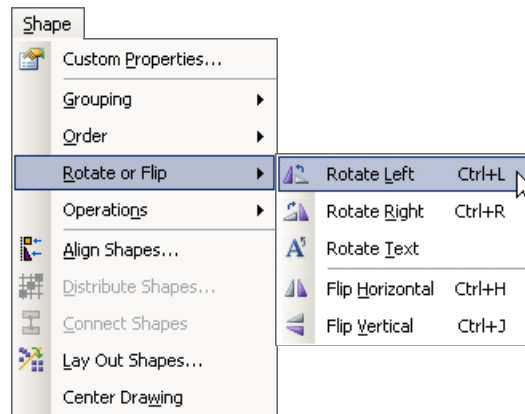 Shape
Custom Properties...
Grouping
Order
Rotate or Flip
Operations
Align Shapes...
Distribute Shapes...
Connect Shapes
Lay Out Shapes...
Center Drawing
Rotate Left Ctrl+L
Rotate Right Ctrl+R
Rotate Text
Flip Horizontal Ctrl+H
Flip Vertical Ctrl+J